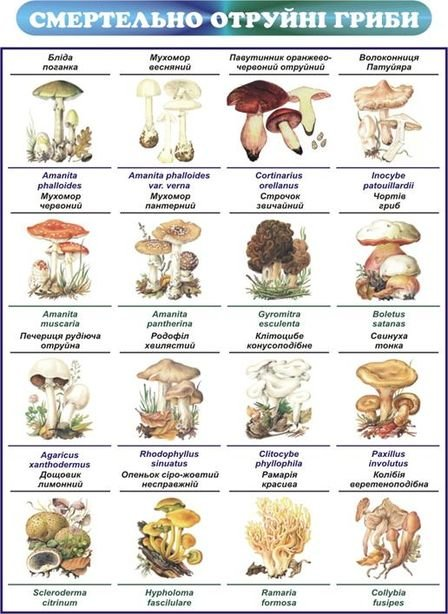 СМЕРТЕЛЬНО ОТРУЙНІ ГРИБИ
Бліда
поганка
Мухомор
весняний
Павутинник оранжево-
червоний отруйний
Волоконниця
Патуйяра
Amanita
phalloides
Amanita phalloides
var. verna
Cortinarius
orellanus
Inocybe
patouillardii
Мухомор
червоний
Мухомор
пантерний
Строчок
звичайний
Чортів
гриб
Amanita
muscaria
Amanita
pantherina
Gyromitra
esculenta
Boletus
satanas
Печериця рудіюча
отруйна
Родофіл
хвилястий
Клітоцибе
конусоподібне
Свинуха
тонка
Agaricus
xanthodermus
Rhodophyllus
sinuatus
Clitocybe
phyllophila
Paxillus
involutus
Дощовик
лимонний
Опеньок сіро-жовтий
несправжній
Рамарія
красива
Колібія
веретеноподібна
Scleroderma
citrinum
Hypholoma
fascilulare
Ramaria
formosa
Collybia
fusipes